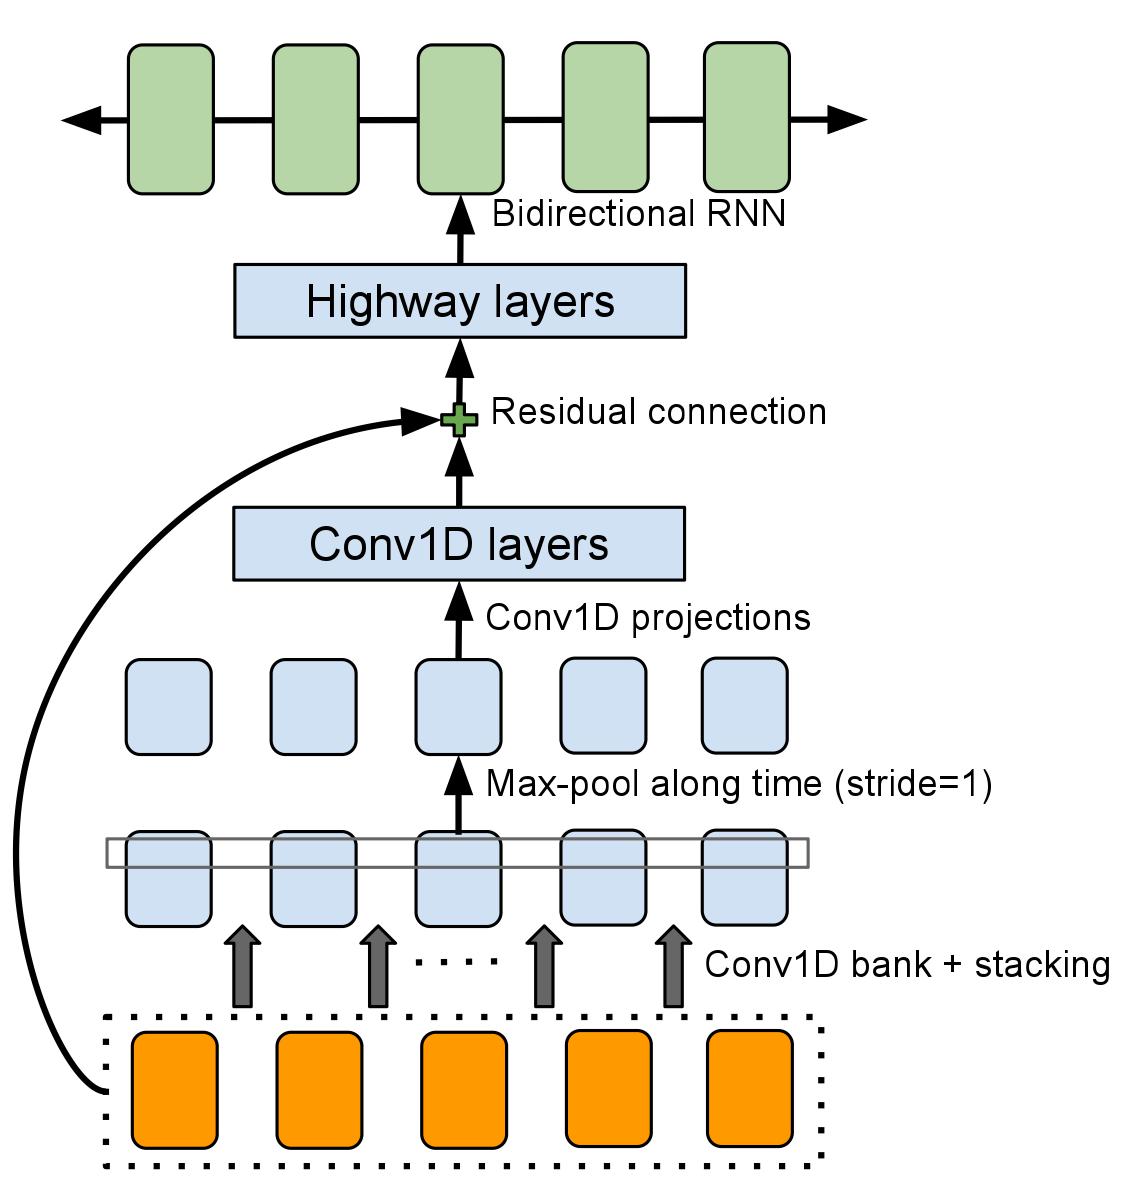 Bidirectional RNN
Highway layers
Residual connection
Conv1D layers
Conv1D projections
Max-pool along time (stride=1)
Conv1D bank + stacking